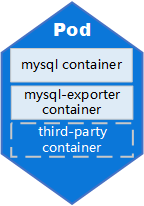 Pod
mysql container
mysql-exporter
container
third-party
container